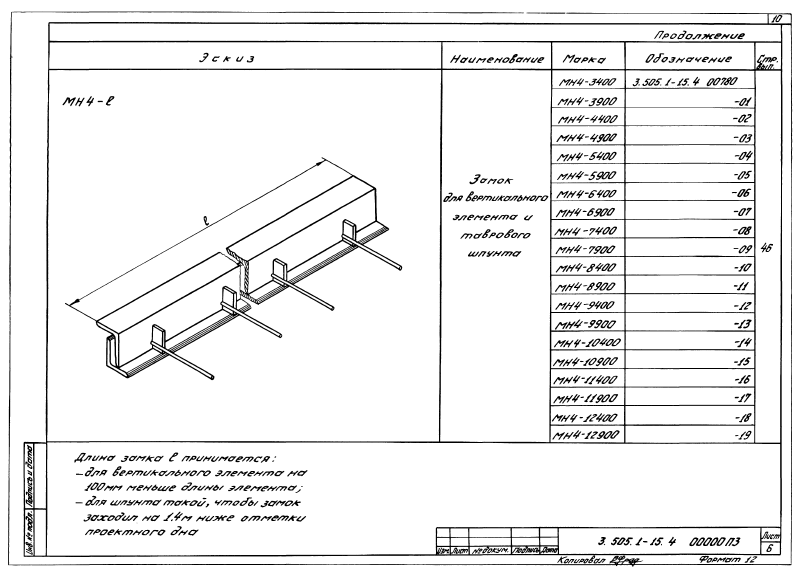 10
Продолжение
Эскиз Наименование Марка Обозначение Стр. вып.
МН4-ℓ
ℓ
Замок
для вертикального
элемента и
таврового
шпунта
МН4-3400 3.505.1-15.4 00780
МН4-3900 -01
МН4-4400 -02
МН4-4900 -03
МН4-5400 -04
МН4-5900 -05
МН4-6400 -06
МН4-6900 -07
МН4-7400 -08
МН4-7900 -09 46
МН4-8400 -10
МН4-8900 -11
МН4-9400 -12
МН4-9900 -13
МН4-10400 -14
МН4-10900 -15
МН4-11400 -16
МН4-11900 -17
МН4-12400 -18
МН4-12900 -19
Длина замка ℓ принимается:
- для вертикального элемента на
100мм меньше длины элемента;
- для шпунта такой, чтобы замок
заходил на 1.4м ниже отметки
проектного дна
Инв.№ подл. Подпись и дата
Изм. Лист № докум. Подпись Дата
3.505.1-15.4 00000ПЗ
Лист
6
Копировал
Формат 12